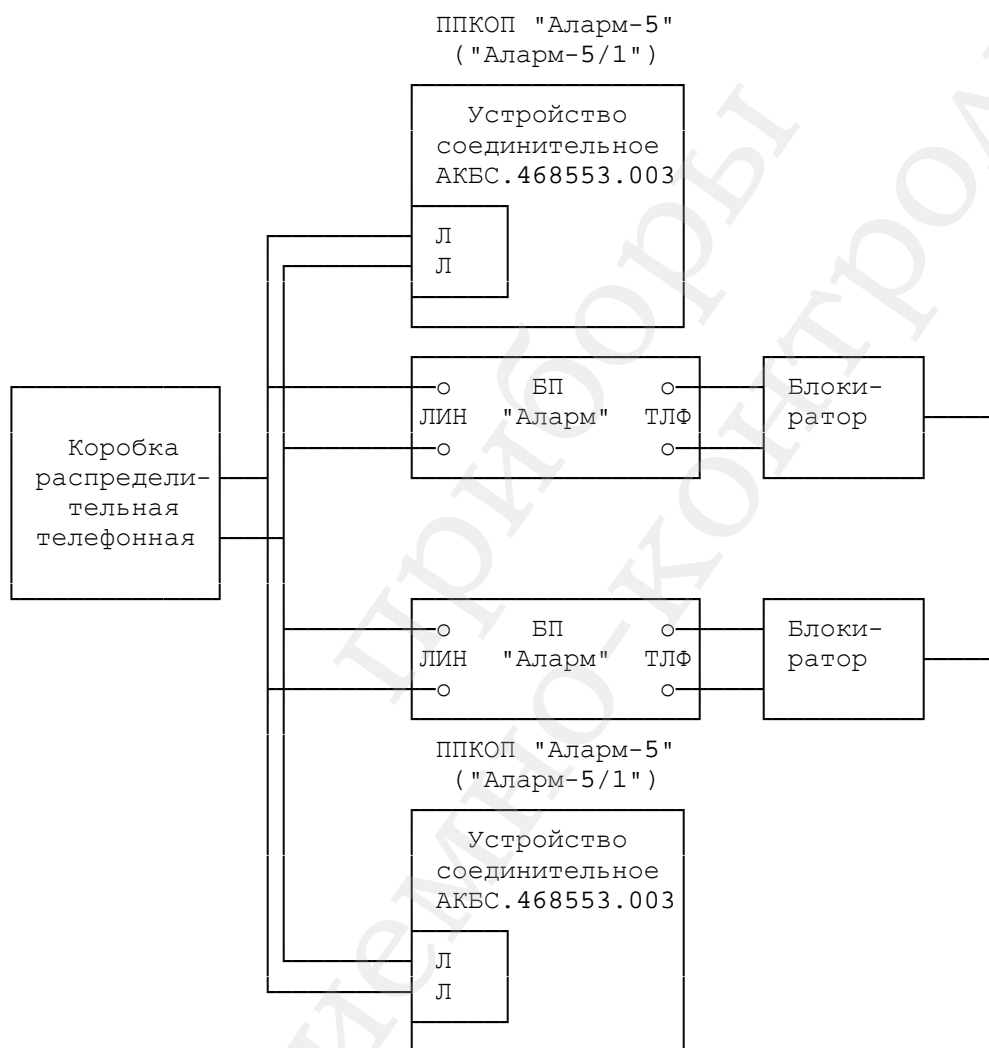 ППКОП "Аларм-5"
("Аларм-5/1")
Устройство
соединительное
АКБС.468553.003
Л
Л
БП
ЛИН "Аларм" ТЛФ
Блоки-
ратор
Коробка
распредели-
тельная
телефонная
БП
ЛИН "Аларм" ТЛФ
Блоки-
ратор
ППКОП "Аларм-5"
("Аларм-5/1")
Устройство
соединительное
АКБС.468553.003
Л
Л
приборы